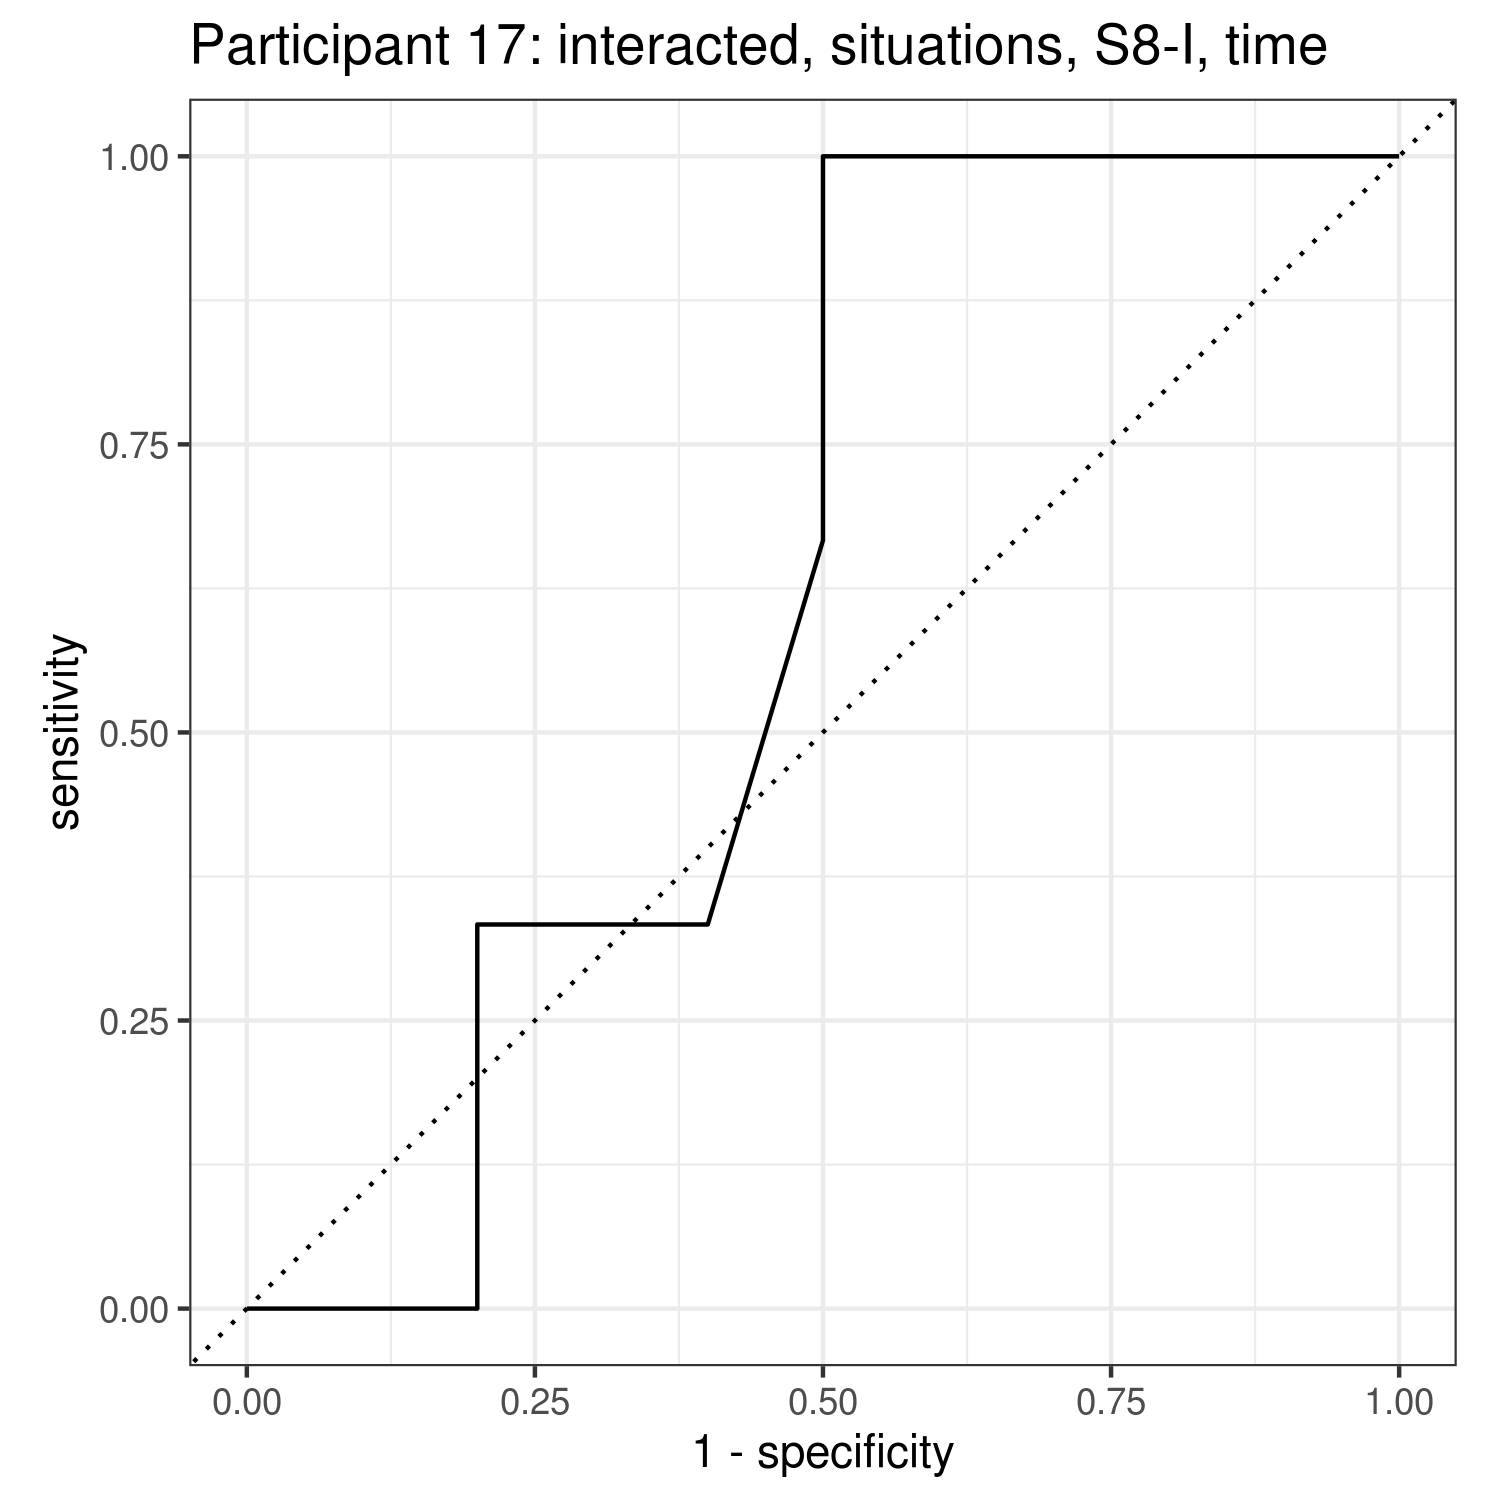 Participant 17: interacted, situations, S8-I, time
1.00
0.75
0.50
0.25
0.00
sensitivity
0.00 0.25 0.50 0.75 1.00
1 - specificity